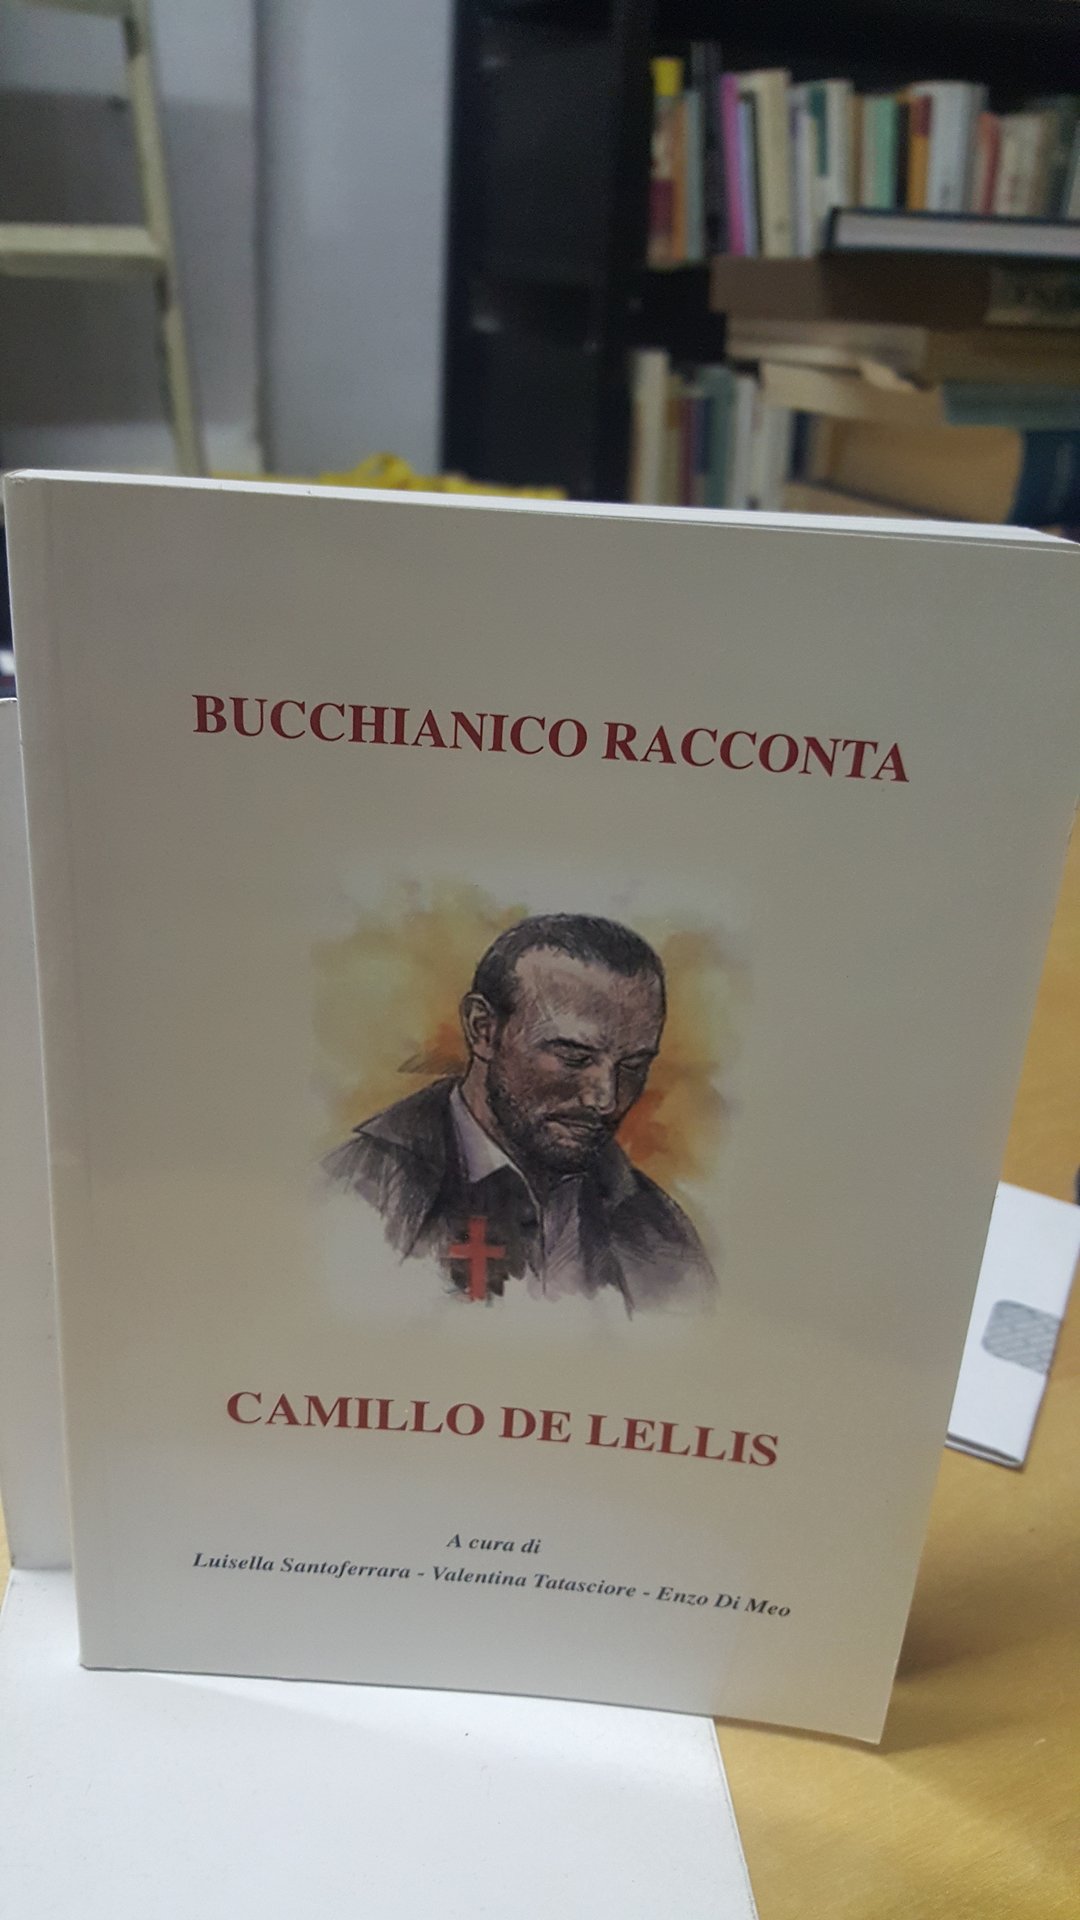 BUCCHIANICO RACCONTA
CAMILLO DE LELLIS
A cura di
Luisella Santoferrara - Valentina Tatasciore - Enzo Di Meo